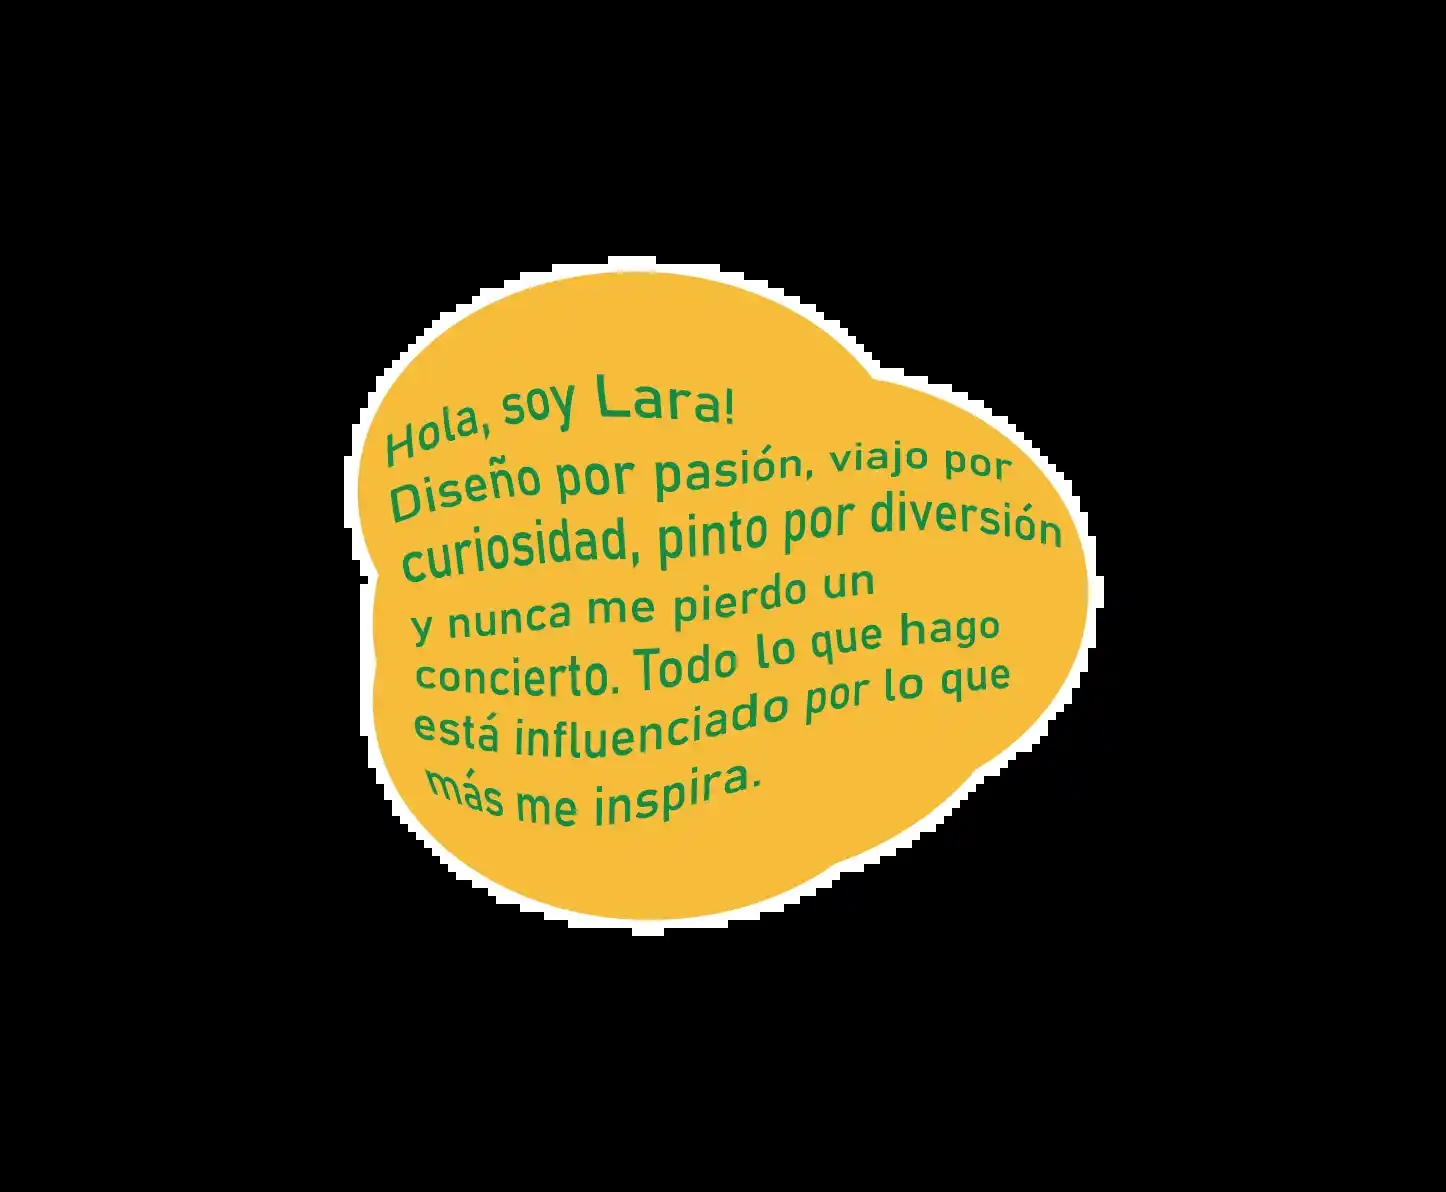 Hola, soy Lara!
Diseño por pasión, viajo por
curiosidad, pinto por diversión
y nunca me pierdo un
concierto. Todo lo que hago
está influenciado por lo que
más me inspira.